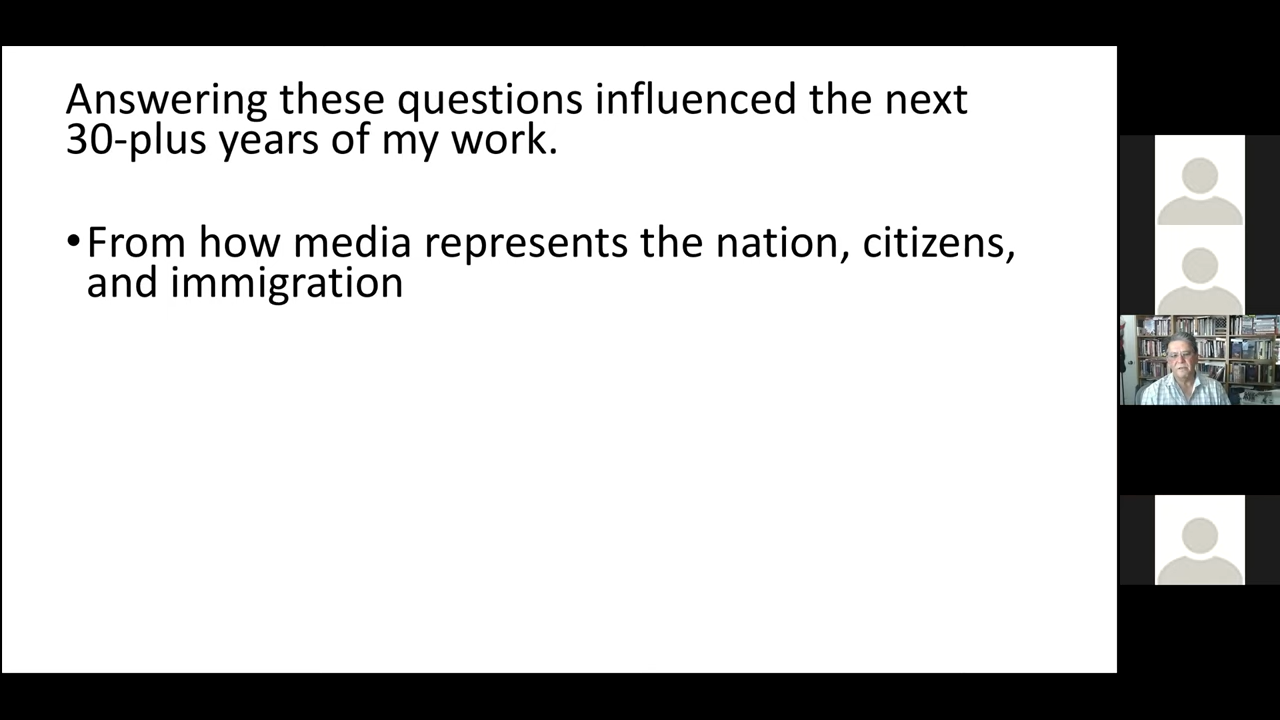 Answering these questions influenced the next
30-plus years of my work.
•From how media represents the nation, citizens,
and immigration